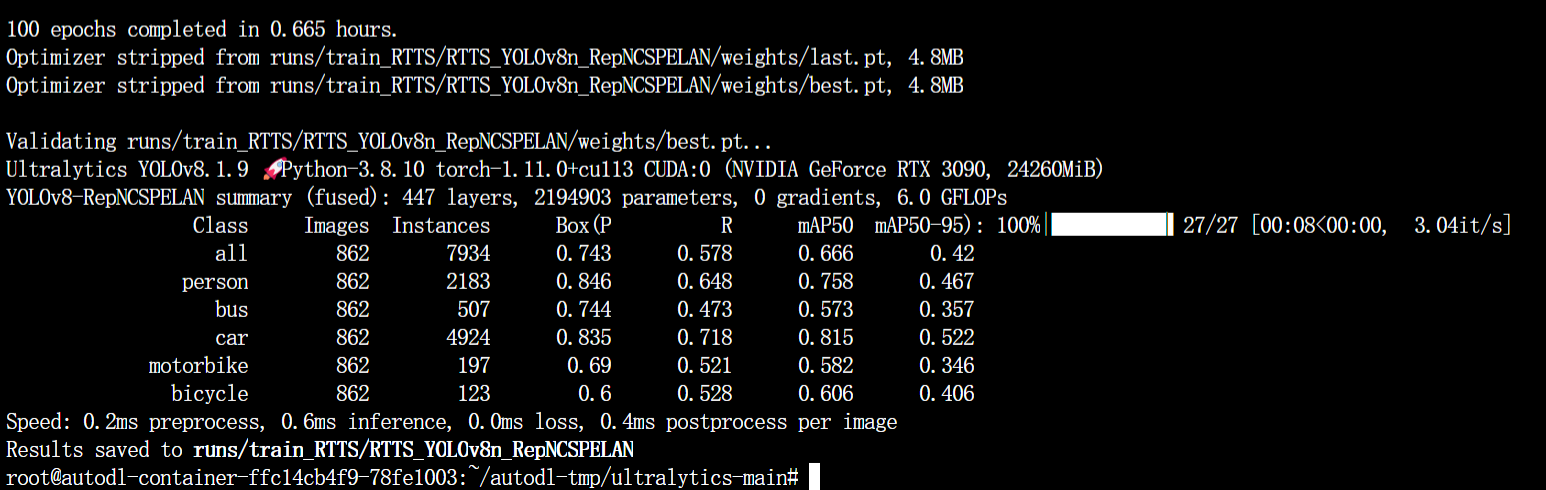 100 epochs completed in 0.665 hours.
Optimizer stripped from runs/train_RTTS/RTTS_YOLOv8n_RepNCSPELAN/weights/last.pt, 4.8MB
Optimizer stripped from runs/train_RTTS/RTTS_YOLOv8n_RepNCSPELAN/weights/best.pt, 4.8MB
Validating runs/train_RTTS/RTTS_YOLOv8n_RepNCSPELAN/weights/best.pt...
Ultralytics YOLOv8.1.9 🚀Python-3.8.10 torch-1.11.0+cu113 CUDA:0 (NVIDIA GeForce RTX 3090, 24260MiB)
YOLOv8-RepNCSPELAN summary (fused): 447 layers, 2194903 parameters, 0 gradients, 6.0 GFLOPs
Class Images Instances Box(P R mAP50 mAP50-95): 100% 27/27 [00:08<00:00, 3.04it/s]
all 862 7934 0.743 0.578 0.666 0.42
person 862 2183 0.846 0.648 0.758 0.467
bus 862 507 0.744 0.473 0.573 0.357
car 862 4924 0.835 0.718 0.815 0.522
motorbike 862 197 0.69 0.521 0.582 0.346
bicycle 862 123 0.6 0.528 0.606 0.406
Speed: 0.2ms preprocess, 0.6ms inference, 0.0ms loss, 0.4ms postprocess per image
Results saved to runs/train_RTTS/RTTS_YOLOv8n_RepNCSPELAN
root@autodl-container-ffc14cb4f9-78fe1003:~/autodl-tmp/ultralytics-main#